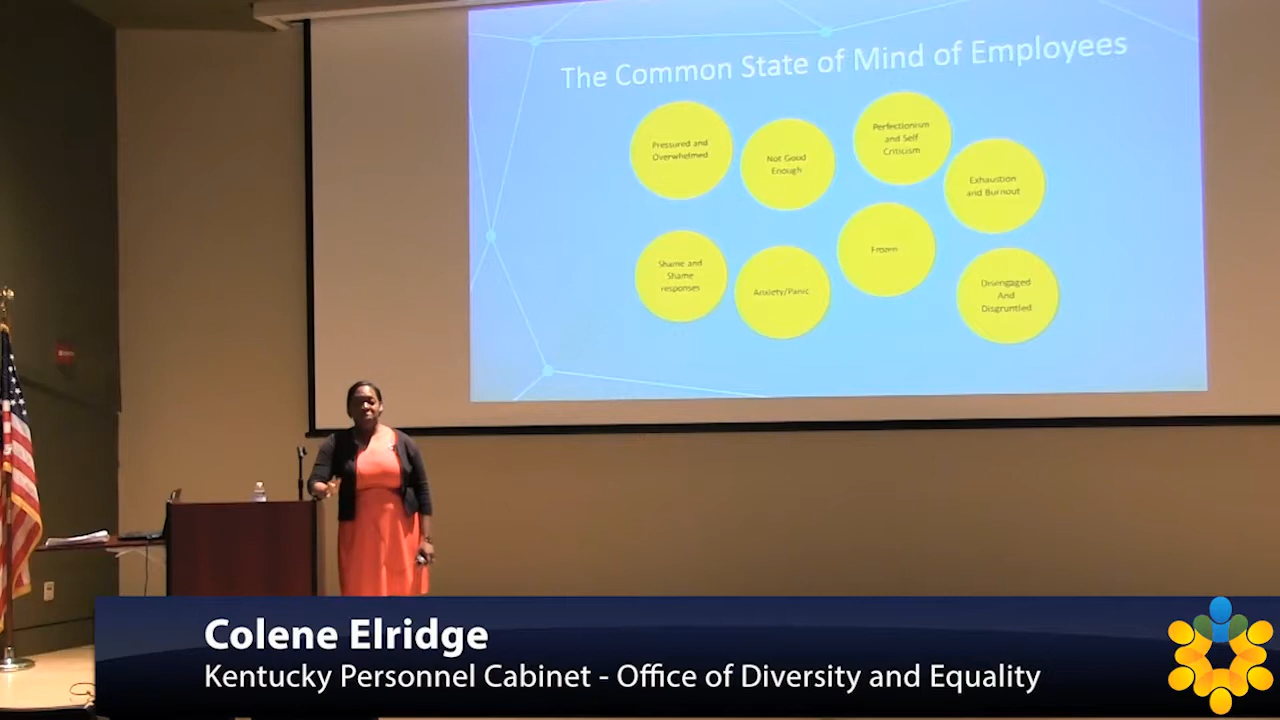 The Common State of Mind of Employees
Pressured and
Overwhelmed
Not Good
Enough
Perfectionism
and Self
Criticism
Exhaustion
and Burnout
Shame and
Shame
responses
Anxiety/Panic
Frozen
Disengaged
And
Disgruntled
Colene Elridge
Kentucky Personnel Cabinet - Office of Diversity and Equality